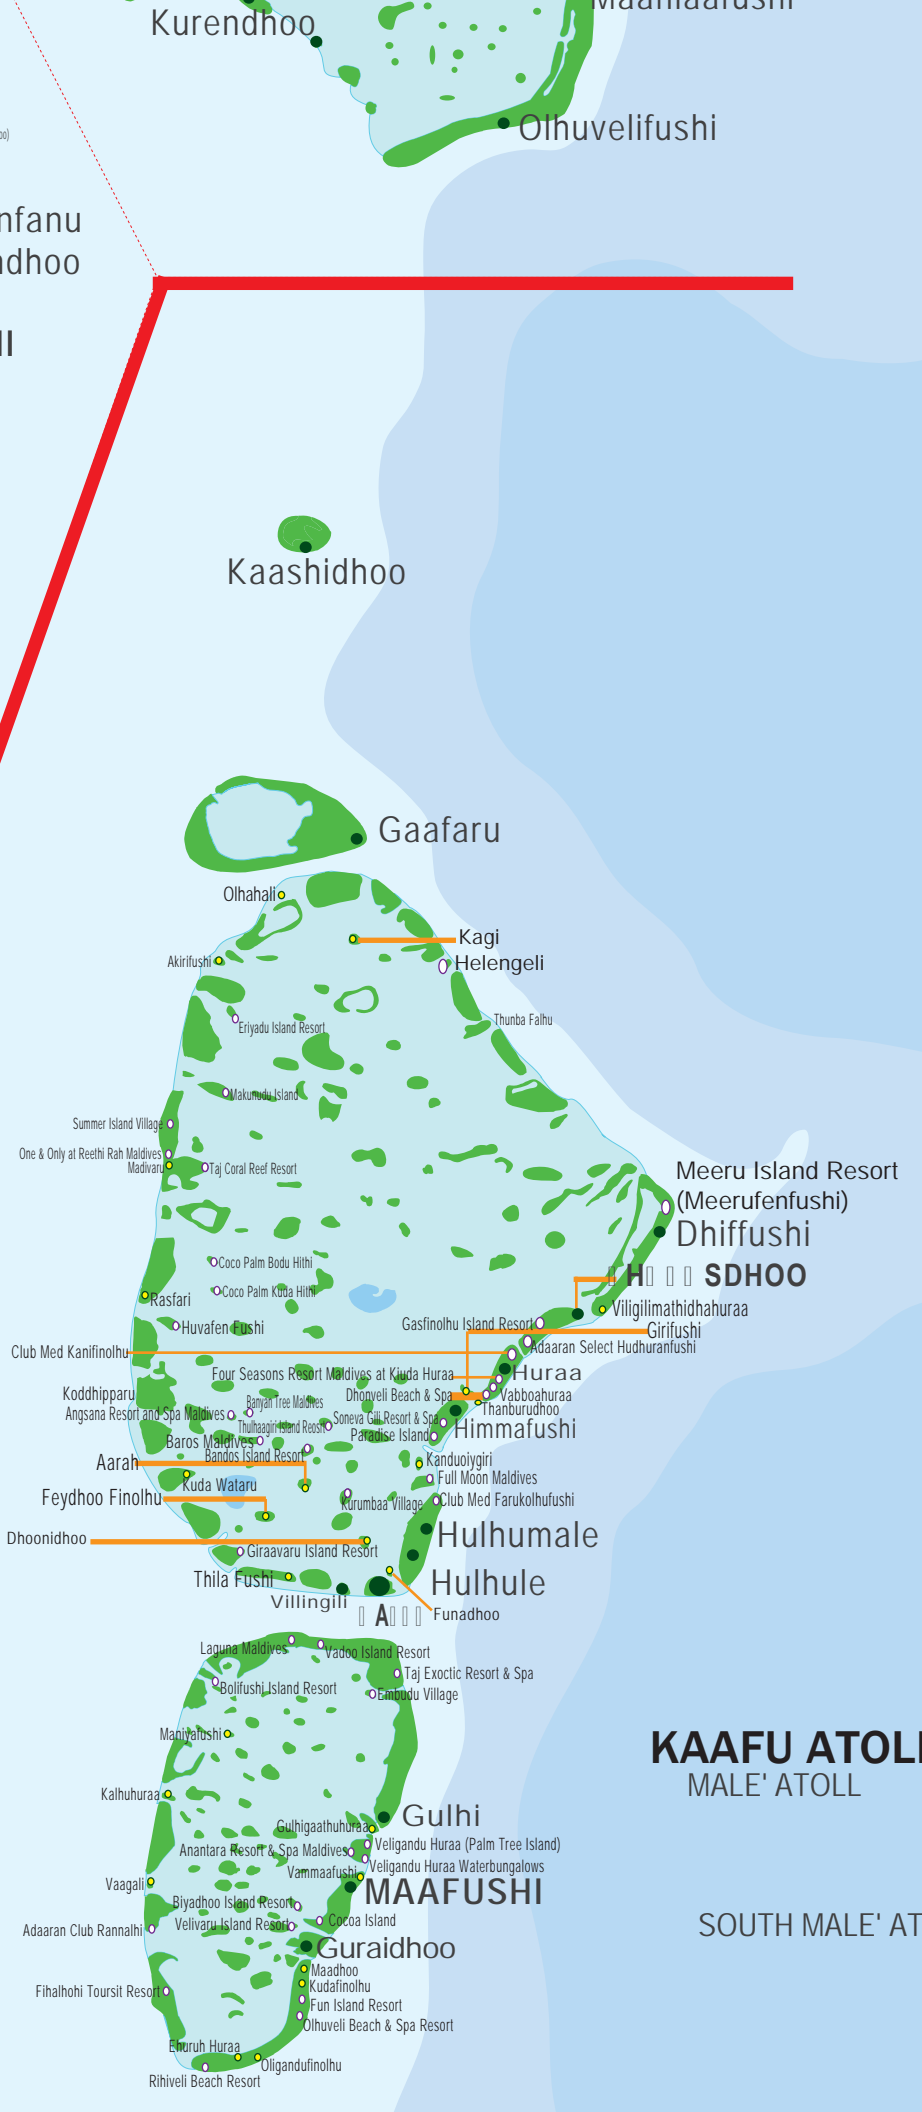 Kurendhoo
Olhuvelifushi
Kaashidhoo
Gaafaru
Olhahali
Kagi
Akirifushi
Helengeli
Thunba Falhu
Eriyadu Island Resort
Makunudu Island
Summer Island Village
One & Only at Reethi Rah Maldives
Madivaru
Taj Coral Reef Resort
Meeru Island Resort
(Meerufenfushi)
Dhiffushi
Coco Palm Bodu Hithi
SDHOO
Coco Palm Kuda Hithi
Rasfari
Viligilimathidhahuraa
Huvafen Fushi
Gasfinolhu Island Resort
Girifushi
Adaaran Select Hudhuranfushi
Club Med Kanifinolhu
Four Seasons Resort Maldives at Kiuda Huraa
Huraa
Koddhipparu
Dhonveli Beach & Spa
Vabboahuraa
Banyan Tree Maldives
Thanburudhoo
Angsana Resort and Spa Maldives
Soneva Gili Resort & Spa
Thulhaagiri Island Reosrt
Himmafushi
Paradise Island
Baros Maldives
Bandos Island Resort
Kanduoiygiri
Aarah
Full Moon Maldives
Kuda Wataru
Feydhoo Finolhu
Kurumbaa Village
Club Med Farukolhufushi
Dhoonidhoo
Hulhumale
Giraavaru Island Resort
Thila Fushi
Hulhule
Villingili
Funadhoo
Laguna Maldives
Vadoo Island Resort
Taj Exoctic Resort & Spa
Bolifushi Island Resort
Embudu Village
Maniyafushi
KAAFU ATOLL
MALE' ATOLL
Kalhuhuraa
Gulhi
Gulhigaathuhuraa
Veligandu Huraa (Palm Tree Island)
Anantara Resort & Spa Maldives
Veligandu Huraa Waterbungalows
Vammaafushi
Vaagali
MAAFUSHI
Biyadhoo Island Resort
Cocoa Island
Velivaru Island Resort
SOUTH MALE' AT
Adaaran Club Rannalhi
Guraidhoo
Maadhoo
Kudafinolhu
Fihalhohi Toursit Resort
Fun Island Resort
Olhuveli Beach & Spa Resort
Ehuruh Huraa
Oligandufinolhu
Rihiveli Beach Resort